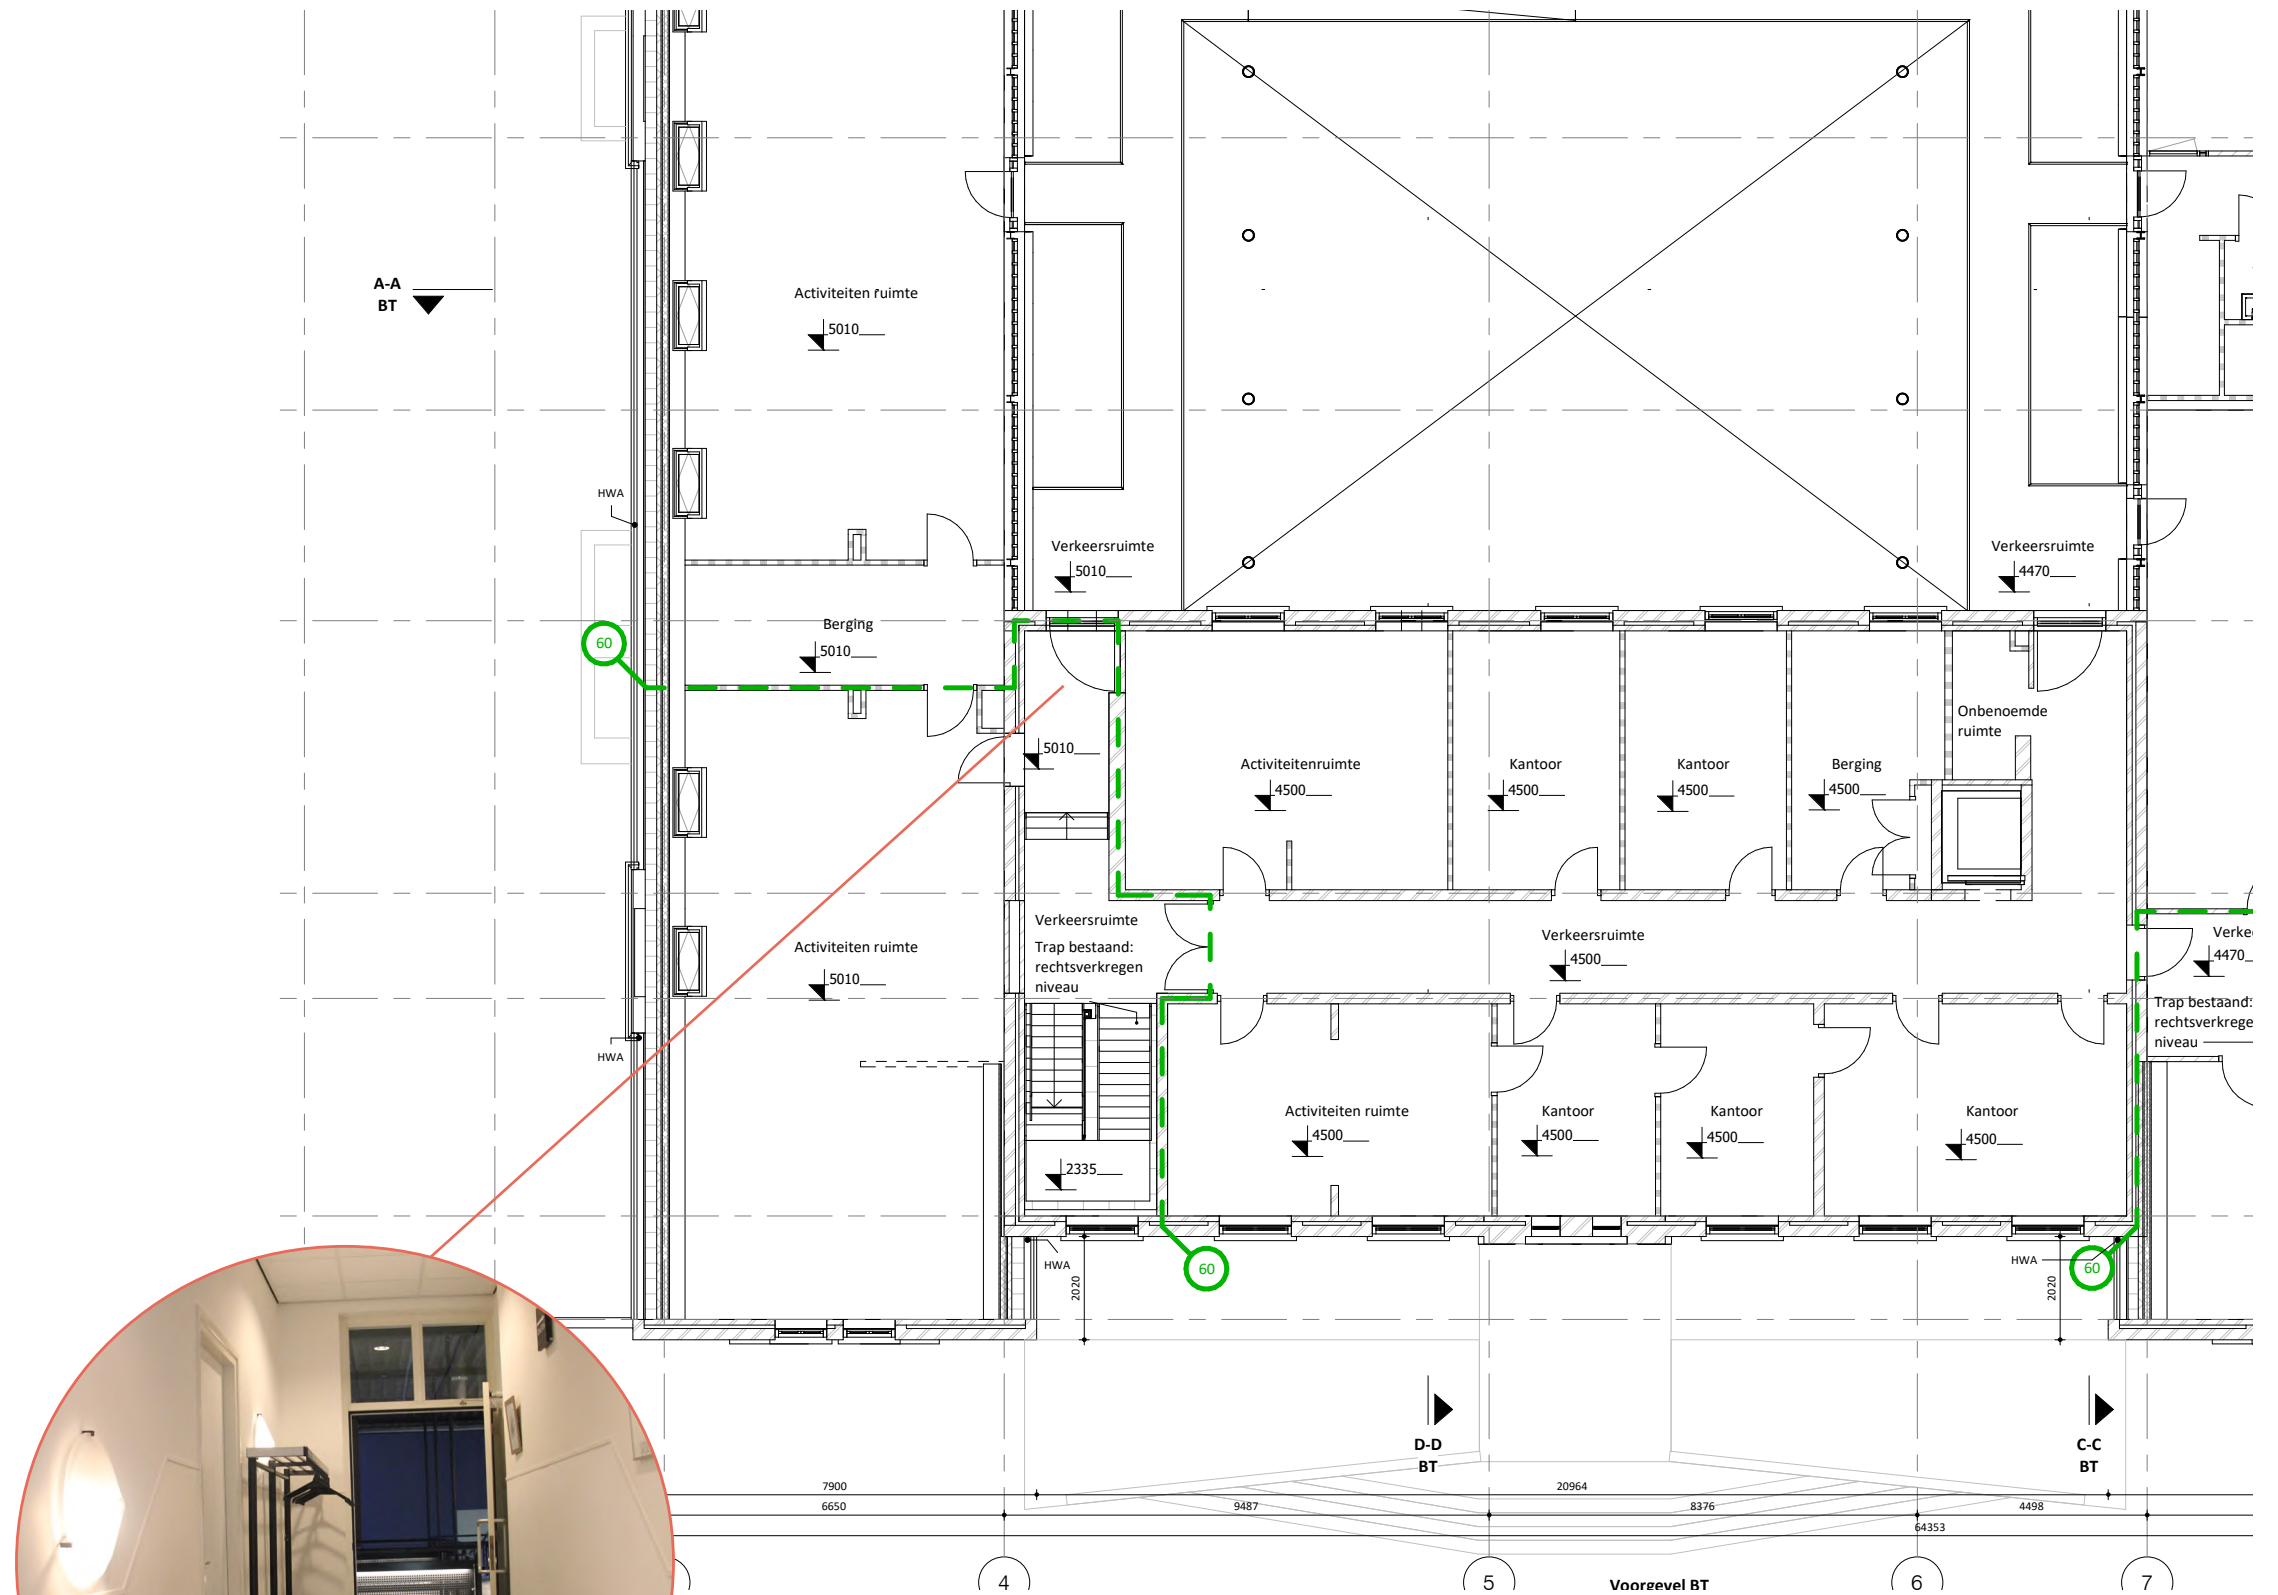 A-A
BT
Activiteiten ruimte
5010
HWA
Verkeersruimte
5010
Verkeersruimte
4470
60
Berging
5010
5010
Onbenoemde
ruimte
Activiteitenruimte
4500
Kantoor
4500
Kantoor
4500
Berging
4500
Activiteiten ruimte
5010
Verkeersruimte
Trap bestaand:
rechtsverkregen
niveau
Verkeersruimte
4500
4470
Trap bestaand:
niveau
HWA
Activiteiten ruimte
4500
Kantoor
4500
Kantoor
4500
Kantoor
4500
2335
HWA
2020
60
HWA
60
2020
D-D
BT
C-C
BT
7900
20964
6650
9487
8376
4498
64353
4
5
Voorgevel BT
6
7